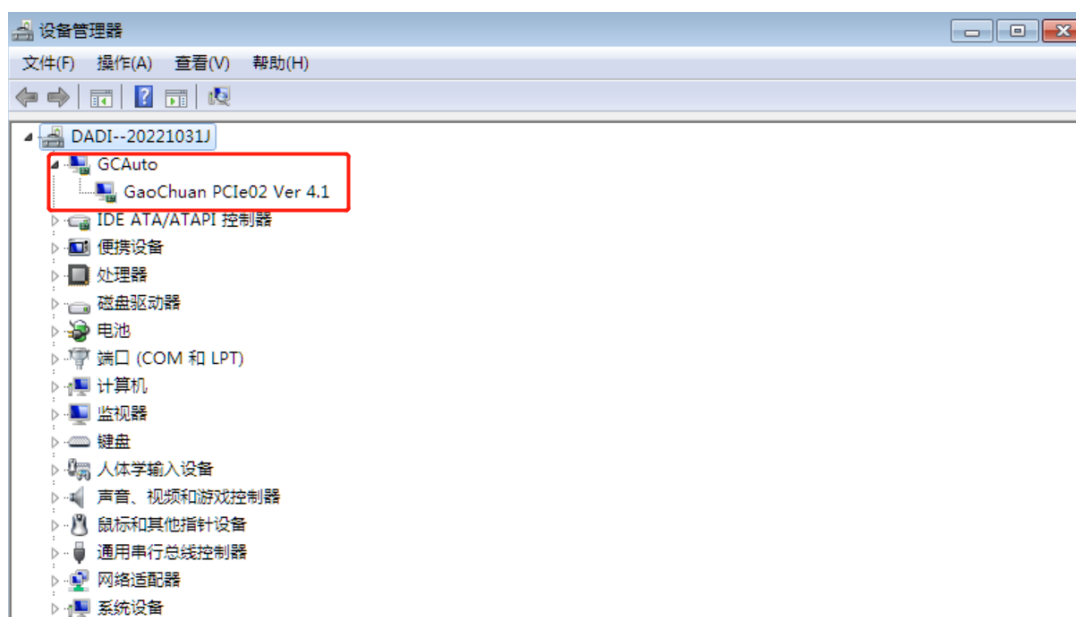 设备管理器
文件(F) 操作(A) 查看(V) 帮助(H)
DADI--20221031J
GCAuto
GaoChuan PCIe02 Ver 4.1
IDE ATA/ATAPI 控制器
便携设备
处理器
磁盘驱动器
电池
端口 (COM 和 LPT)
计算机
监视器
键盘
人体学输入设备
声音、视频和游戏控制器
鼠标和其他指针设备
通用串行总线控制器
网络适配器
系统设备